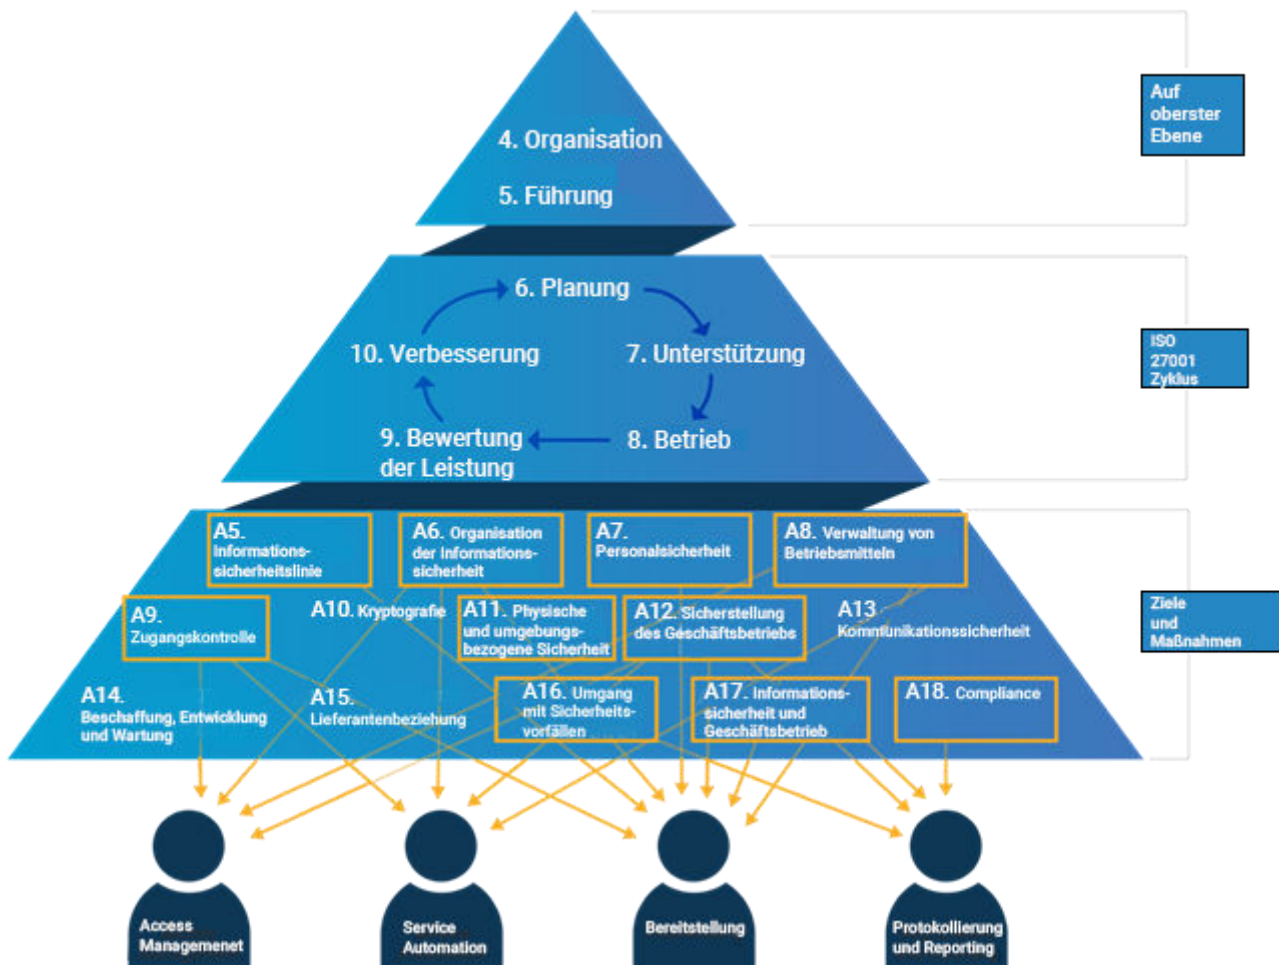 4. Organisation
5. Führung
Auf
oberster
Ebene
6. Planung
10. Verbesserung
7. Unterstützung
9. Bewertung
der Leistung
8. Betrieb
ISO
27001
Zyklus
A5.
Informations-
sicherheitslinie
A6. Organisation
der Informations-
sicherheit
A7.
Personalsicherheit
A8. Verwaltung von
Betriebsmitteln
A9.
Zugangskontrolle
A10. Kryptografie
A11. Physische
und umgebungs-
bezogene Sicherheit
A12. Sicherstellung
des Geschäftsbetriebs
A13
Kommunikationssicherheit
Ziele
und
Maßnahmen
A14.
Beschaffung, Entwicklung
und Wartung
A15.
Lieferantenbeziehung
A16. Umgang
mit Sicherheits-
vorfällen
A17. Informations-
sicherheit und
Geschäftsbetrieb
A18. Compliance
Access
Managemenet
Service
Automation
Bereitstellung
Protokollierung
und Reporting